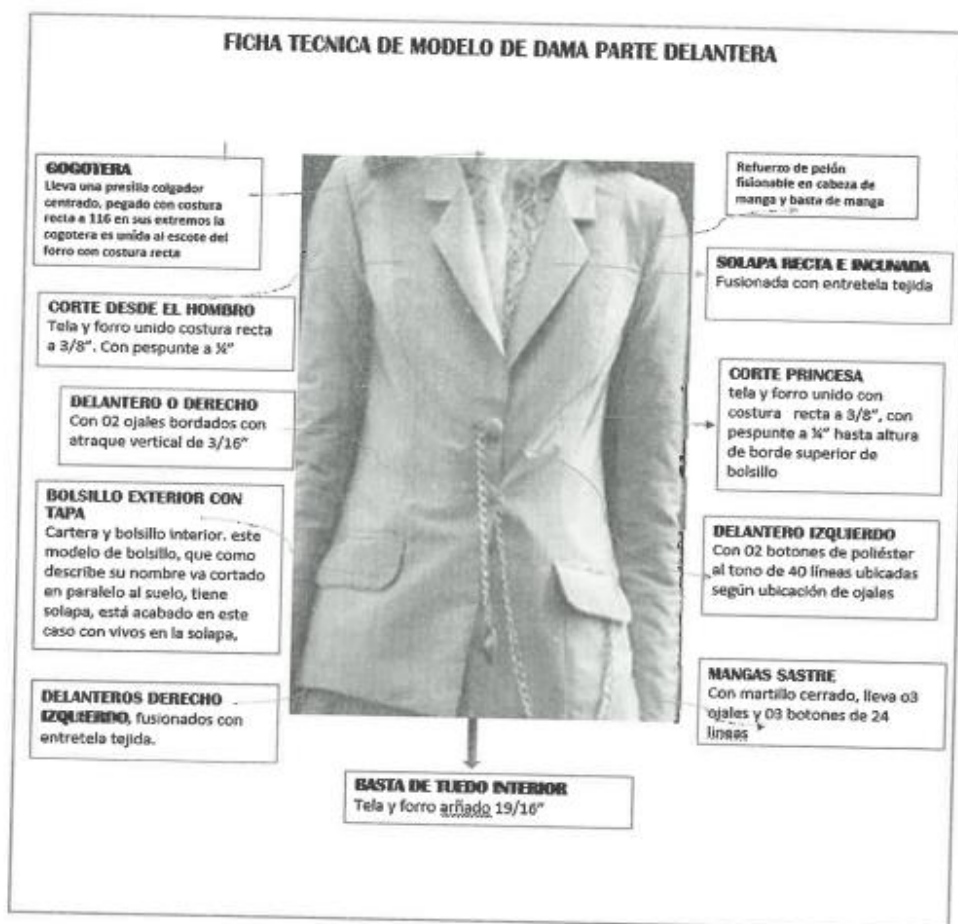 FICHA TECNICA DE MODELO DE DAMA PARTE DELANTERA
GOGOTERA
Lleva una presilla colgador
centrado, pegado con costura
recta a 116 en sus extremos la
cogotera es unida al escote del
forro con costura recta
Refuerzo de pelón
fisionable en cabeza de
manga y basta de manga
SOLAPA RECTA E INCUNADA
Fusionada con entretela tejida
CORTE DESDE EL HOMBRO
Tela y forro unido costura recta
a 3/8”. Con pespunte a ¼”
CORTE PRINCESA
tela y forro unido con
costura recta a 3/8”, con
pespunte a ¼” hasta altura
de borde superior de
bolsillo
DELANTERO O DERECHO
Con 02 ojales bordados con
atraque vertical de 3/16”
BOLSILLO EXTERIOR CON
TAPA
Cartera y bolsillo interior. este
modelo de bolsillo, que como
describe su nombre va cortado
en paralelo al suelo, tiene
solapa, está acabado en este
caso con vivos en la solapa,
DELANTERO IZQUIERDO
Con 02 botones de poliéster
al tono de 40 líneas ubicadas
según ubicación de ojales
DELANTEROS DERECHO
IZQUIERDO, fusionados con
entretela tejida.
MANGAS SASTRE
Con martillo cerrado, lleva o3
ojales y 03 botones de 24
lineas
BASTA DE TUEDO INTERIOR
Tela y forro arñado 19/16”